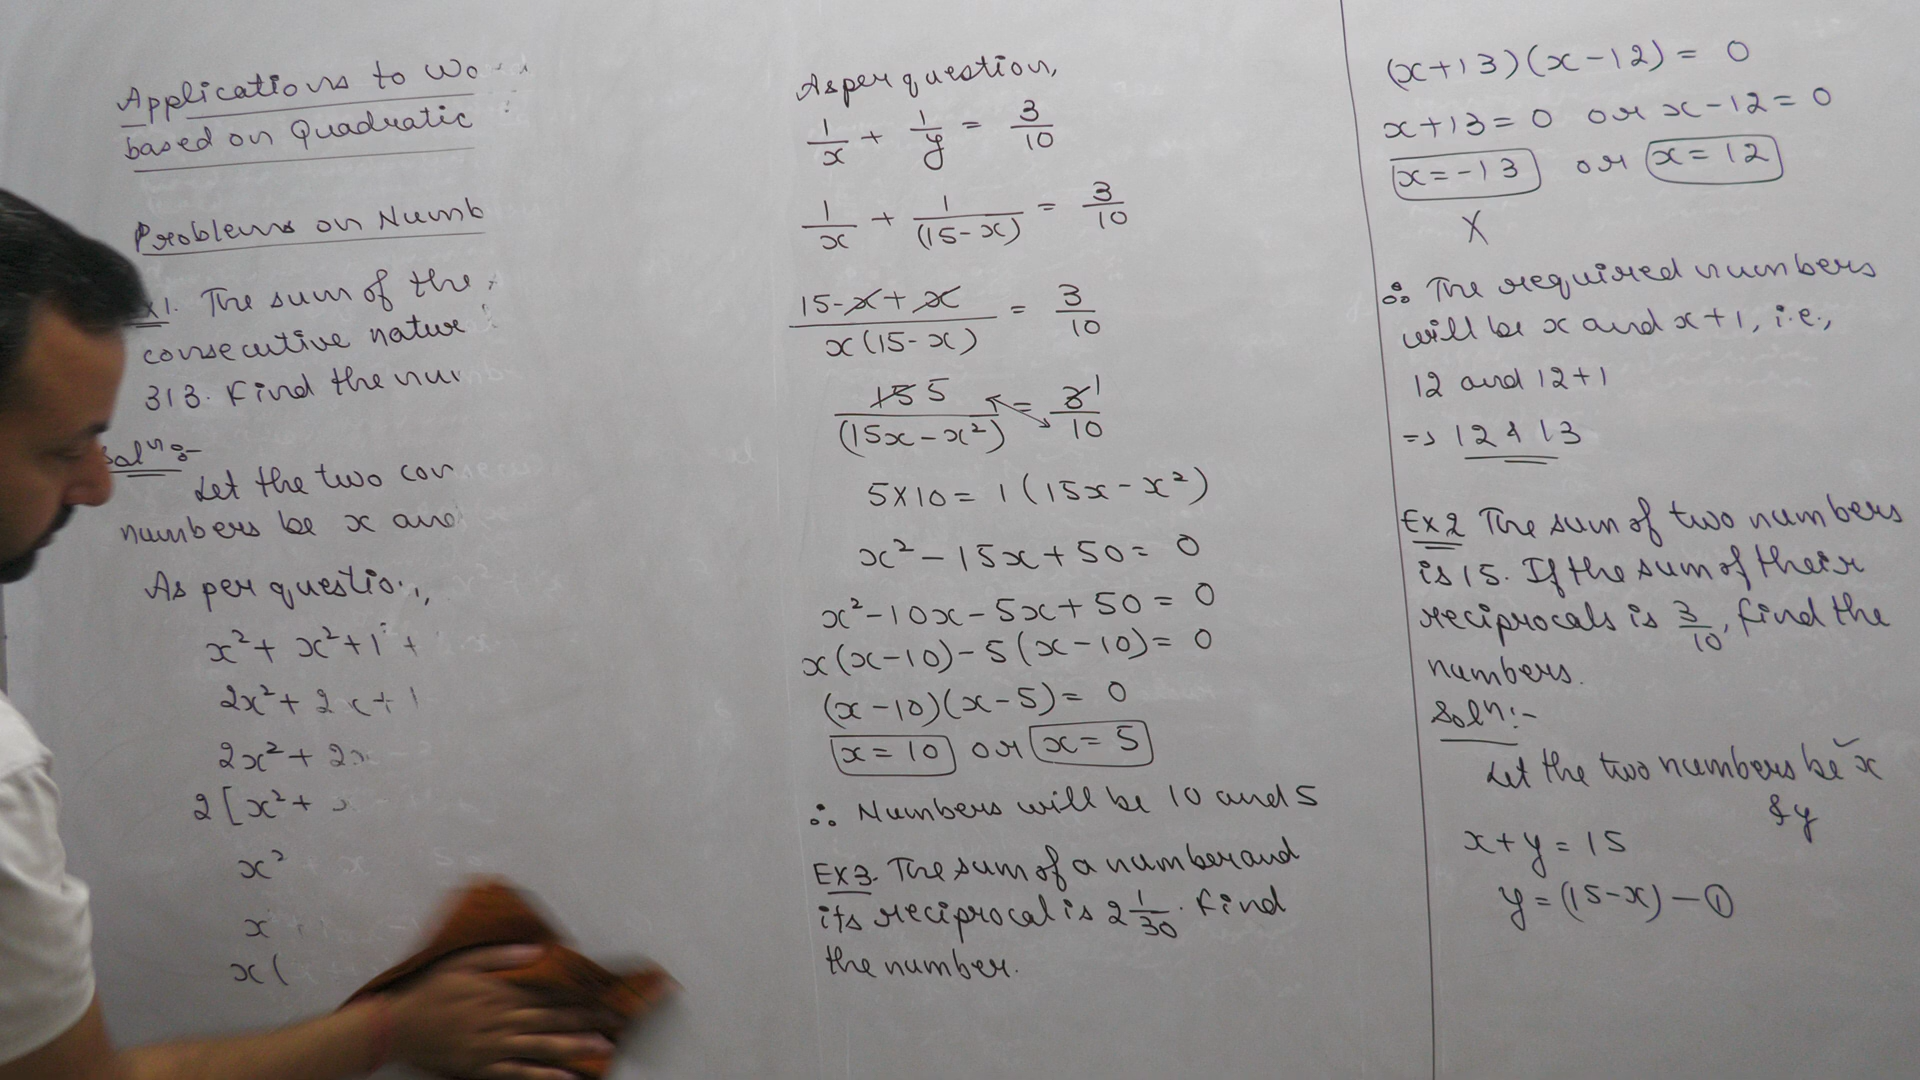 Applications to
based on Quadratic
Problems on Numb
Ex1. The sum of the
consecutive natur
313. Find the num
Solⁿ:-
Let the two con
numbers be x and
As per question,
x² + x² + 1² +
2x² + 2x + 1
2x² + 2x
2[x² +
x²
x
x(
As per question,
1/x + 1/y = 3/10
1/x + 1/(15-x) = 3/10
(15-x+x)/(x(15-x)) = 3/10
15 5/(15x-x²) = 3 1/10
5×10 = 1(15x-x²)
x² - 15x + 50 = 0
x² - 10x - 5x + 50 = 0
x(x-10) - 5(x-10) = 0
(x-10)(x-5) = 0
x = 10 or x = 5
∴ Numbers will be 10 and 5
Ex3. The sum of a number and
its reciprocal is 2 1/30. Find
the number.
(x+13)(x-12) = 0
x+13 = 0 or x-12 = 0
x = -13 or x = 12
X
∴ The required numbers
will be x and x+1, i.e.,
12 and 12+1
=> 12 & 13
Ex2 The sum of two numbers
is 15. If the sum of their
reciprocals is 3/10, find the
numbers.
Solⁿ:-
Let the two numbers be x
& y
x + y = 15
y = (15-x) - ①